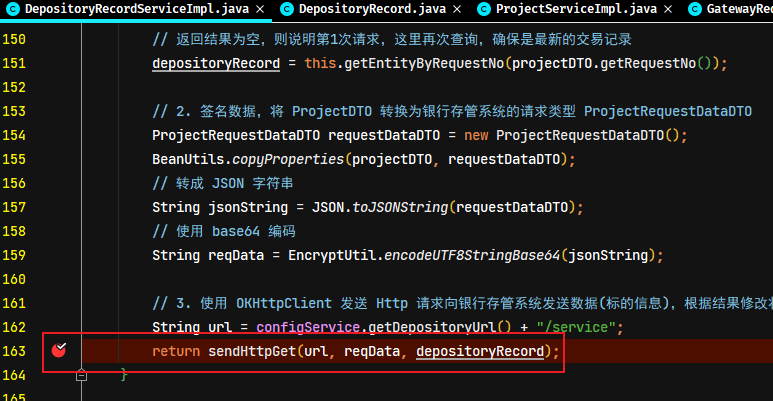 DepositoryRecordServiceImpl.java × DepositoryRecord.java × ProjectServiceImpl.java × GatewayRe
150 // 返回结果为空，则说明第1次请求，这里再次查询，确保是最新的交易记录
151 depositoryRecord = this.getEntityByRequestNo(projectDTO.getRequestNo());
152
153 // 2. 签名数据，将 ProjectDTO 转换为银行存管系统的请求类型 ProjectRequestDataDTO
154 ProjectRequestDataDTO requestDataDTO = new ProjectRequestDataDTO();
155 BeanUtils.copyProperties(projectDTO, requestDataDTO);
156 // 转成 JSON 字符串
157 String jsonString = JSON.toJSONString(requestDataDTO);
158 // 使用 base64 编码
159 String reqData = EncryptUtil.encodeUTF8StringBase64(jsonString);
160
161 // 3. 使用 OKHttpClient 发送 Http 请求向银行存管系统发送数据(标的信息)，根据结果修改
162 String url = configService.getDepositoryUrl() + "/service";
163 return sendHttpGet(url, reqData, depositoryRecord);
164 }
165